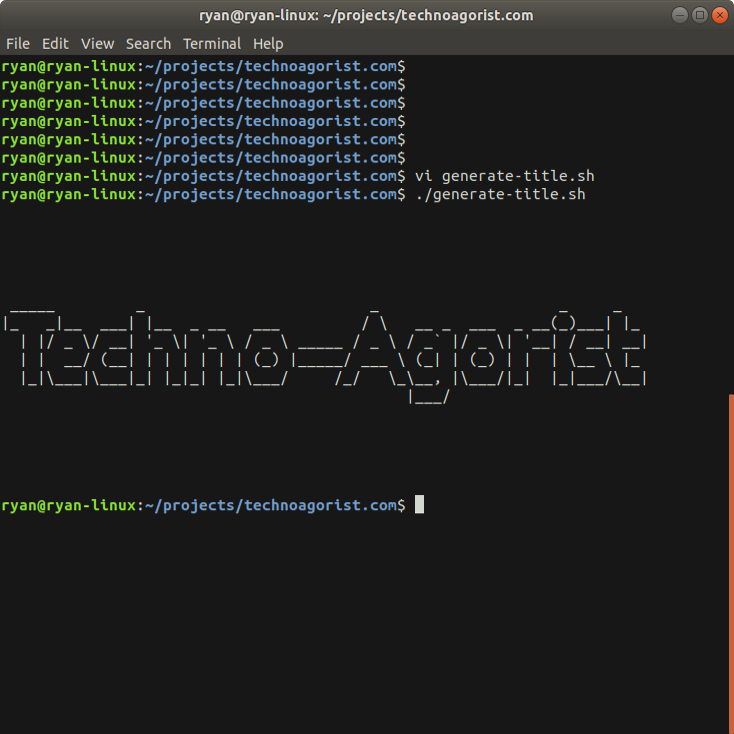 ryan@ryan-linux: ~/projects/technoagorist.com
File Edit View Search Terminal Help
ryan@ryan-linux:~/projects/technoagorist.com$
ryan@ryan-linux:~/projects/technoagorist.com$
ryan@ryan-linux:~/projects/technoagorist.com$
ryan@ryan-linux:~/projects/technoagorist.com$
ryan@ryan-linux:~/projects/technoagorist.com$
ryan@ryan-linux:~/projects/technoagorist.com$
ryan@ryan-linux:~/projects/technoagorist.com$ vi generate-title.sh
ryan@ryan-linux:~/projects/technoagorist.com$ ./generate-title.sh
Techno-Agorist
ryan@ryan-linux:~/projects/technoagorist.com$